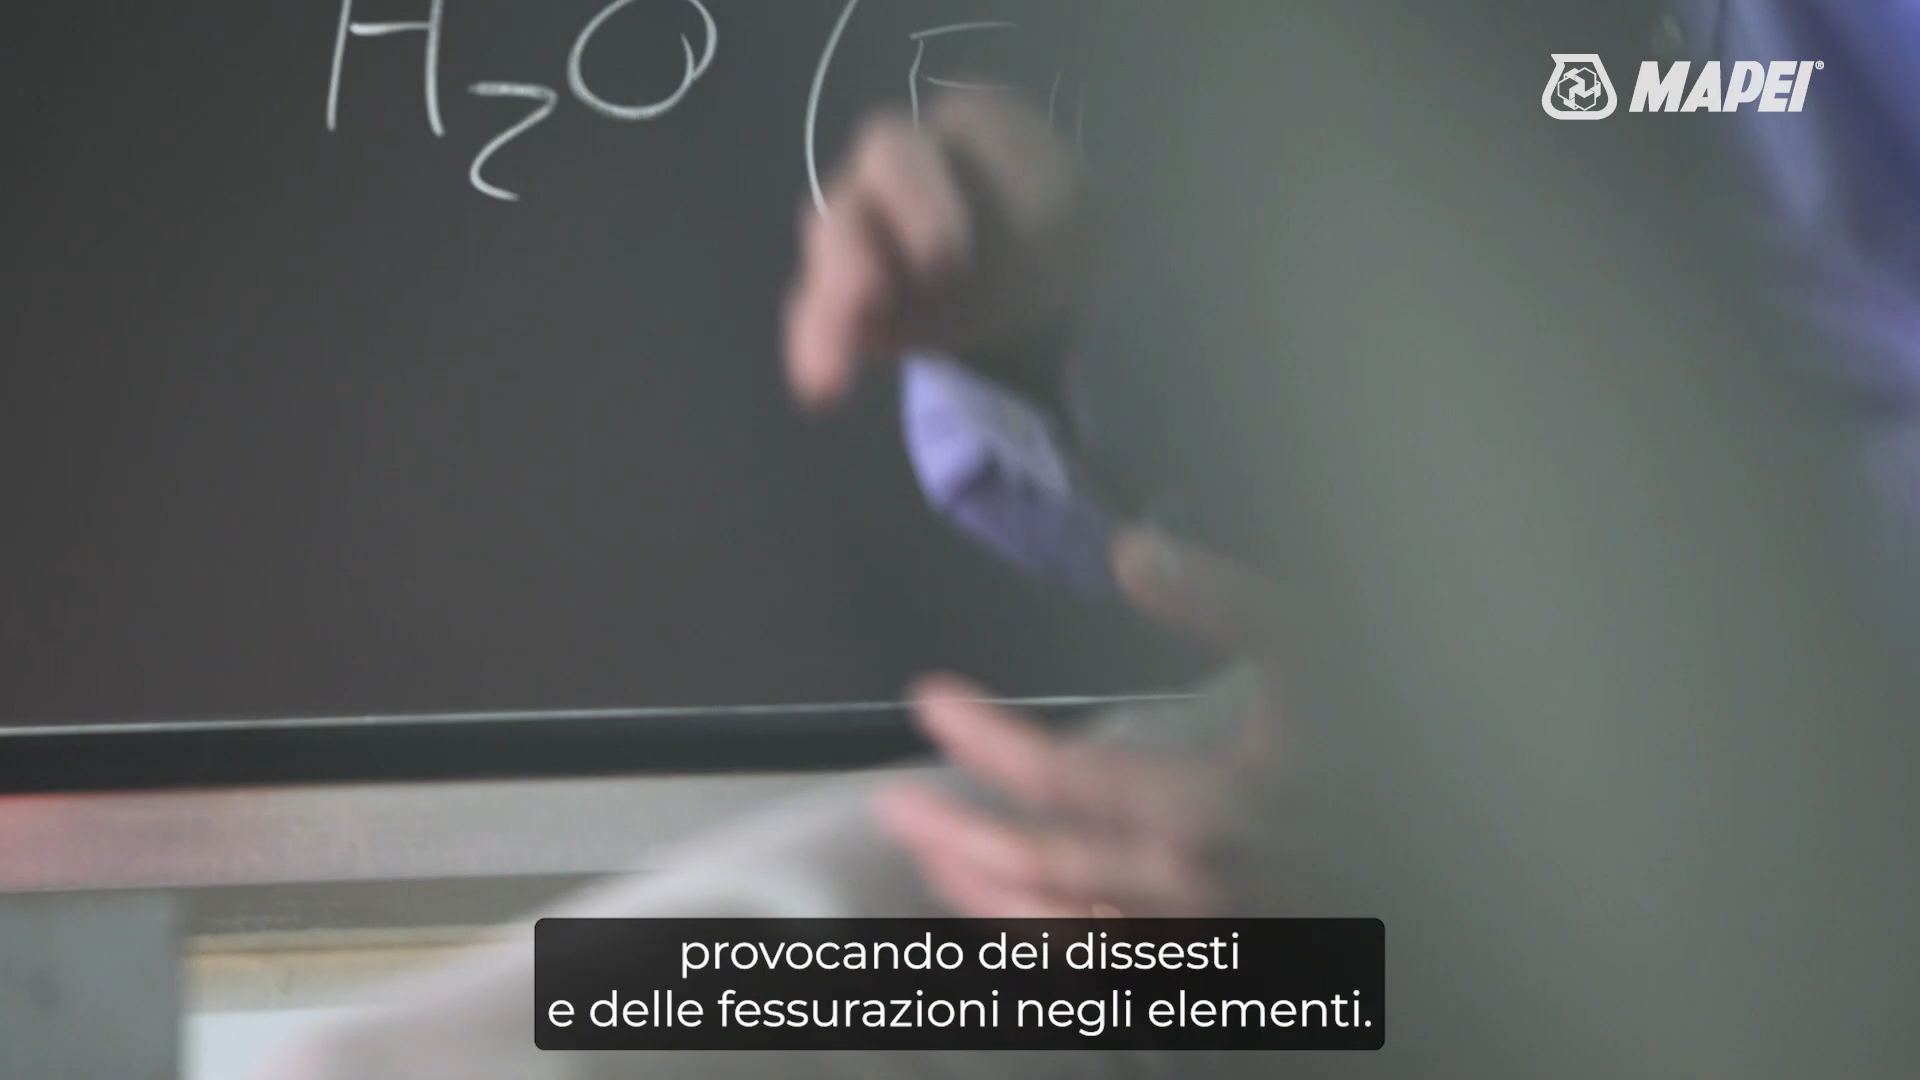 H₂O (
MAPEI®
provocando dei dissesti
e delle fessurazioni negli elementi.